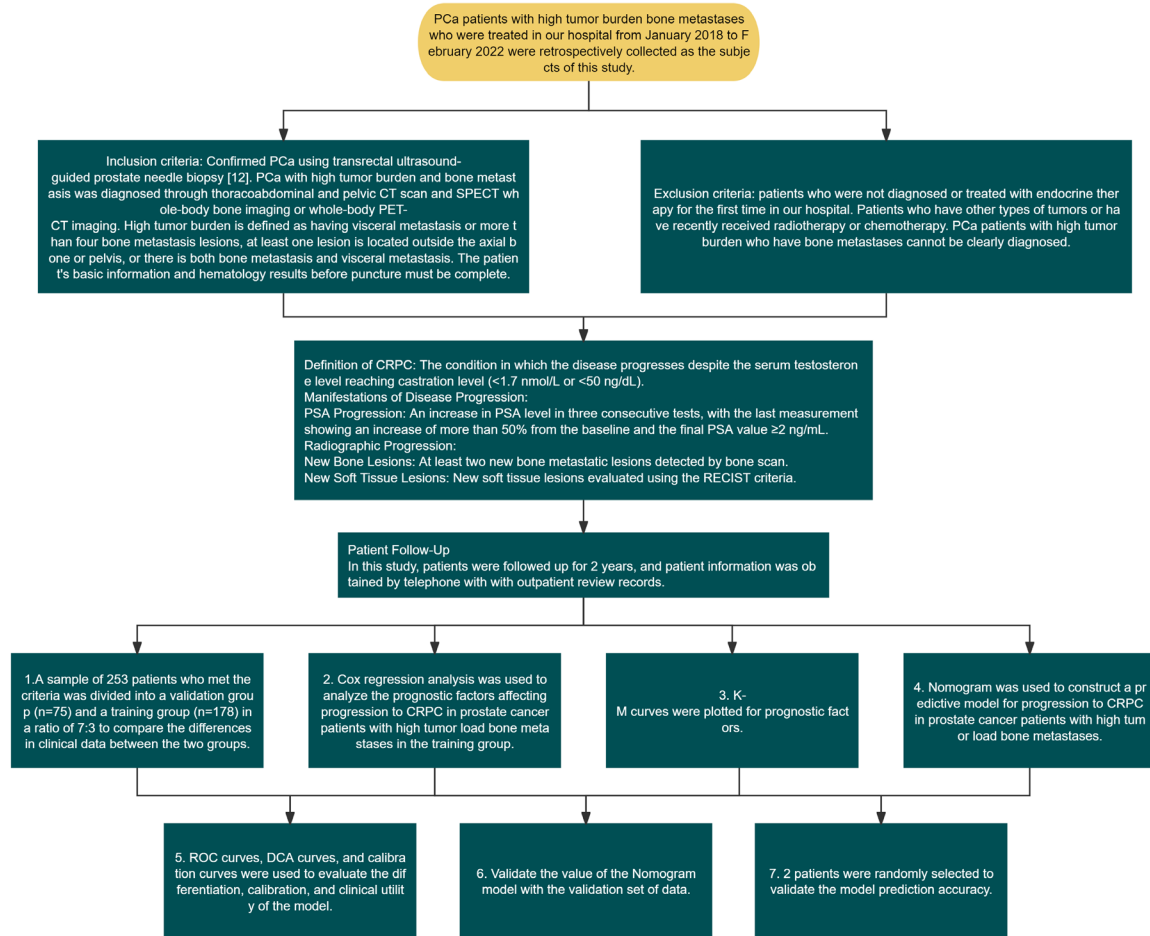 PCa patients with high tumor burden bone metastases
who were treated in our hospital from January 2018 to F
ebruary 2022 were retrospectively collected as the subje
cts of this study.
Inclusion criteria: Confirmed PCa using transrectal ultrasound-
guided prostate needle biopsy [12]. PCa with high tumor burden and bone metast
asis was diagnosed through thoracoabdominal and pelvic CT scan and SPECT wh
ole-body bone imaging or whole-body PET-
CT imaging. High tumor burden is defined as having visceral metastasis or more t
han four bone metastasis lesions, at least one lesion is located outside the axial b
one or pelvis, or there is both bone metastasis and visceral metastasis. The patien
t's basic information and hematology results before puncture must be complete.
Exclusion criteria: patients who were not diagnosed or treated with endocrine ther
apy for the first time in our hospital. Patients who have other types of tumors or ha
ve recently received radiotherapy or chemotherapy. PCa patients with high tumor
burden who have bone metastases cannot be clearly diagnosed.
Definition of CRPC: The condition in which the disease progresses despite the serum testosteron
e level reaching castration level (<1.7 nmol/L or <50 ng/dL).
Manifestations of Disease Progression:
PSA Progression: An increase in PSA level in three consecutive tests, with the last measurement
showing an increase of more than 50% from the baseline and the final PSA value ≥2 ng/mL.
Radiographic Progression:
New Bone Lesions: At least two new bone metastatic lesions detected by bone scan.
New Soft Tissue Lesions: New soft tissue lesions evaluated using the RECIST criteria.
Patient Follow-Up
In this study, patients were followed up for 2 years, and patient information was ob
tained by telephone with with outpatient review records.
1.A sample of 253 patients who met the
criteria was divided into a validation grou
p (n=75) and a training group (n=178) in
a ratio of 7:3 to compare the differences
in clinical data between the two groups.
2. Cox regression analysis was used to
analyze the prognostic factors affecting
progression to CRPC in prostate cancer
patients with high tumor load bone meta
stases in the training group.
3. K-
M curves were plotted for prognostic fact
ors.
4. Nomogram was used to construct a pr
edictive model for progression to CRPC
in prostate cancer patients with high tum
or load bone metastases.
5. ROC curves, DCA curves, and calibra
tion curves were used to evaluate the dif
ferentiation, calibration, and clinical utilit
y of the model.
6. Validate the value of the Nomogram
model with the validation set of data.
7. 2 patients were randomly selected to
validate the model prediction accuracy.